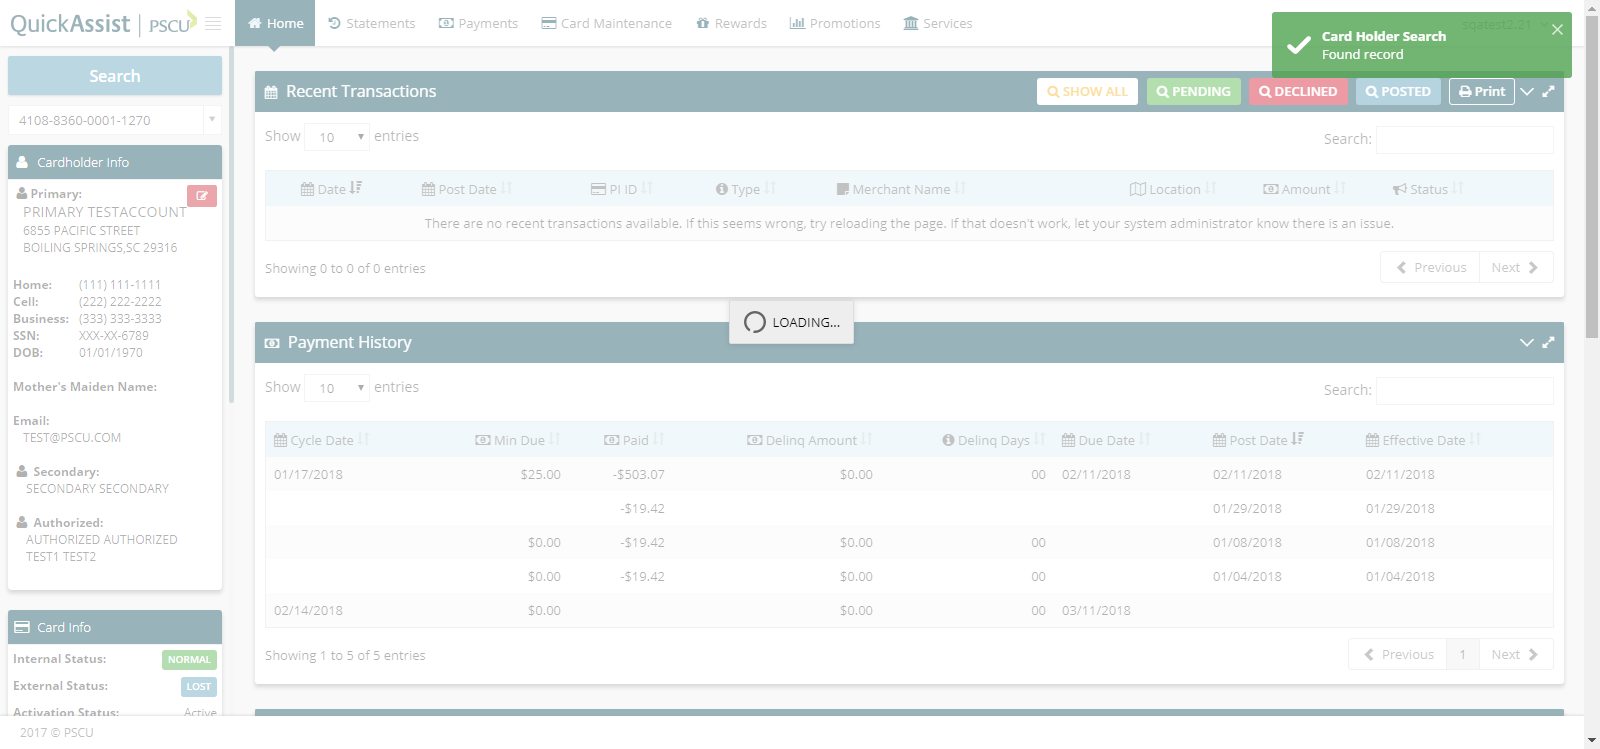 QuickAssist | PSCU
Home
Statements
Payments
Card Maintenance
Rewards
Promotions
Services
sqatest2.21
Card Holder Search
Found record
Search
4108-8360-0001-1270
Cardholder Info
Primary:
PRIMARY TESTACCOUNT
6855 PACIFIC STREET
BOILING SPRINGS,SC 29316
Home: (111) 111-1111
Cell: (222) 222-2222
Business: (333) 333-3333
SSN: XXX-XX-6789
DOB: 01/01/1970
Mother's Maiden Name:
Email:
TEST@PSCU.COM
Secondary:
SECONDARY SECONDARY
Authorized:
AUTHORIZED AUTHORIZED
TEST1 TEST2
Card Info
Internal Status: NORMAL
External Status: LOST
Activation Status: Active
Recent Transactions
SHOW ALL
PENDING
DECLINED
POSTED
Print
Show 10 entries
Search:
Date Post Date PI ID Type Merchant Name Location Amount Status
There are no recent transactions available. If this seems wrong, try reloading the page. If that doesn't work, let your system administrator know there is an issue.
Showing 0 to 0 of 0 entries
Previous Next
LOADING...
Payment History
Show 10 entries
Search:
Cycle Date Min Due Paid Delinq Amount Delinq Days Due Date Post Date Effective Date
01/17/2018 $25.00 -$503.07 $0.00 00 02/11/2018 02/11/2018 02/11/2018
-$19.42 01/29/2018 01/29/2018
$0.00 -$19.42 $0.00 00 01/08/2018 01/08/2018
$0.00 -$19.42 $0.00 00 01/04/2018 01/04/2018
02/14/2018 $0.00 $0.00 00 03/11/2018
Showing 1 to 5 of 5 entries
Previous 1 Next
2017 © PSCU